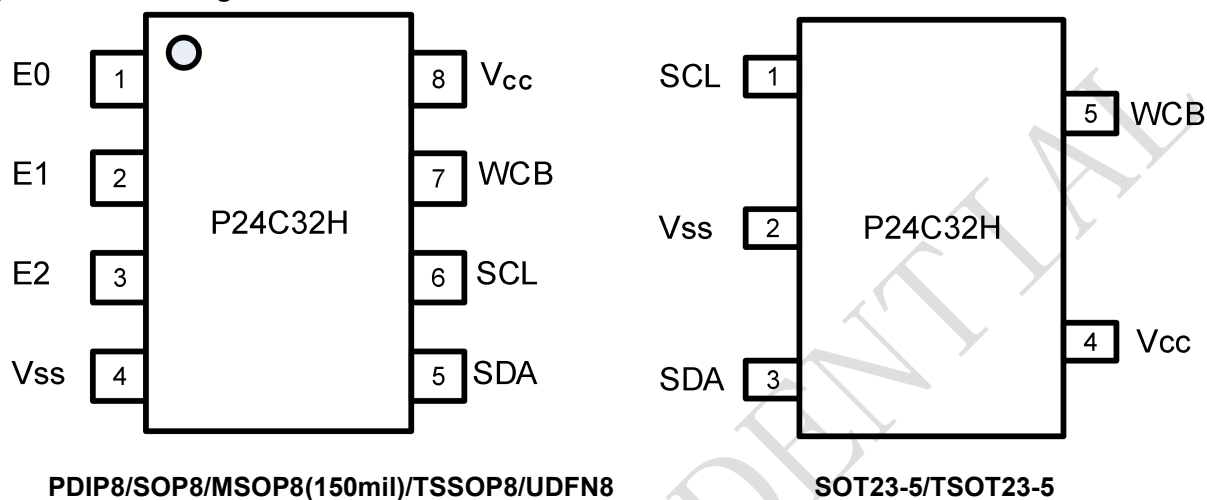 E0 1 8 Vcc
E1 2 7 WCB
P24C32H
E2 3 6 SCL
Vss 4 5 SDA
PDIP8/SOP8/MSOP8(150mil)/TSSOP8/UDFN8
SCL 1
5 WCB
Vss 2 P24C32H
4 Vcc
SDA 3
SOT23-5/TSOT23-5